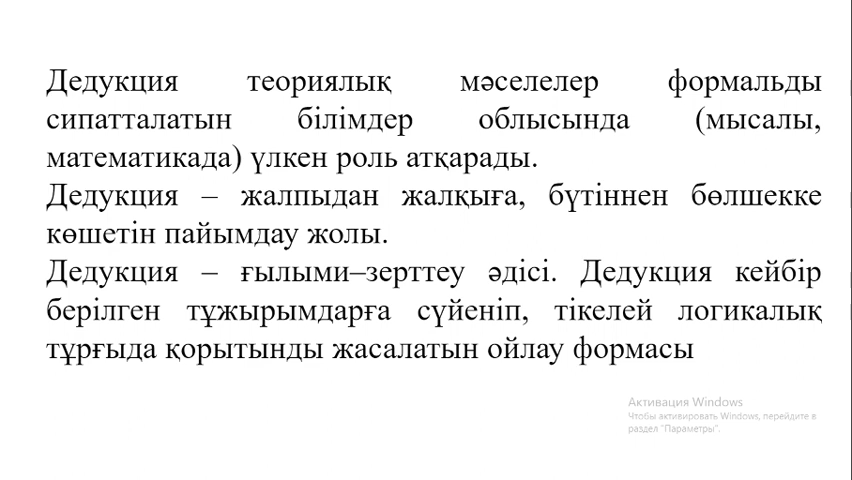 Дедукция теориялық мәселелер формальды
сипатталатын білімдер облысында (мысалы,
математикада) үлкен роль атқарады.
Дедукция – жалпыдан жалқыға, бүтіннен бөлшекке
көшетін пайымдау жолы.
Дедукция – ғылыми–зерттеу әдісі. Дедукция кейбір
берілген тұжырымдарға сүйеніп, тікелей логикалық
тұрғыда қорытынды жасалатын ойлау формасы
Активация Windows
Чтобы активировать Windows, перейдите в
раздел "Параметры".